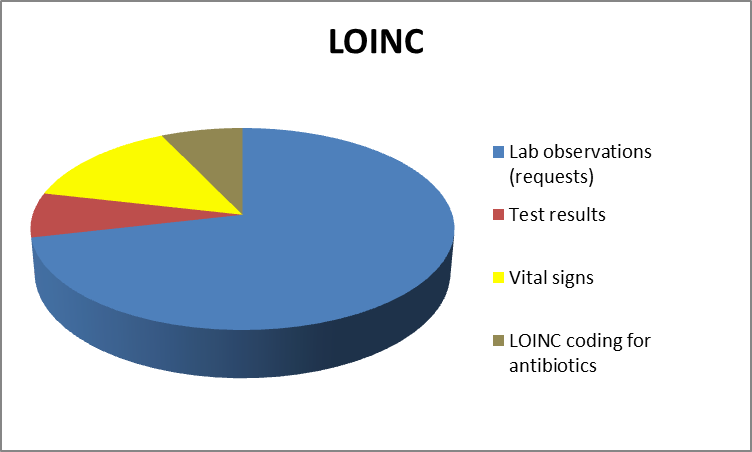 LOINC
Lab observations
(requests)
Test results
Vital signs
LOINC coding for
antibiotics